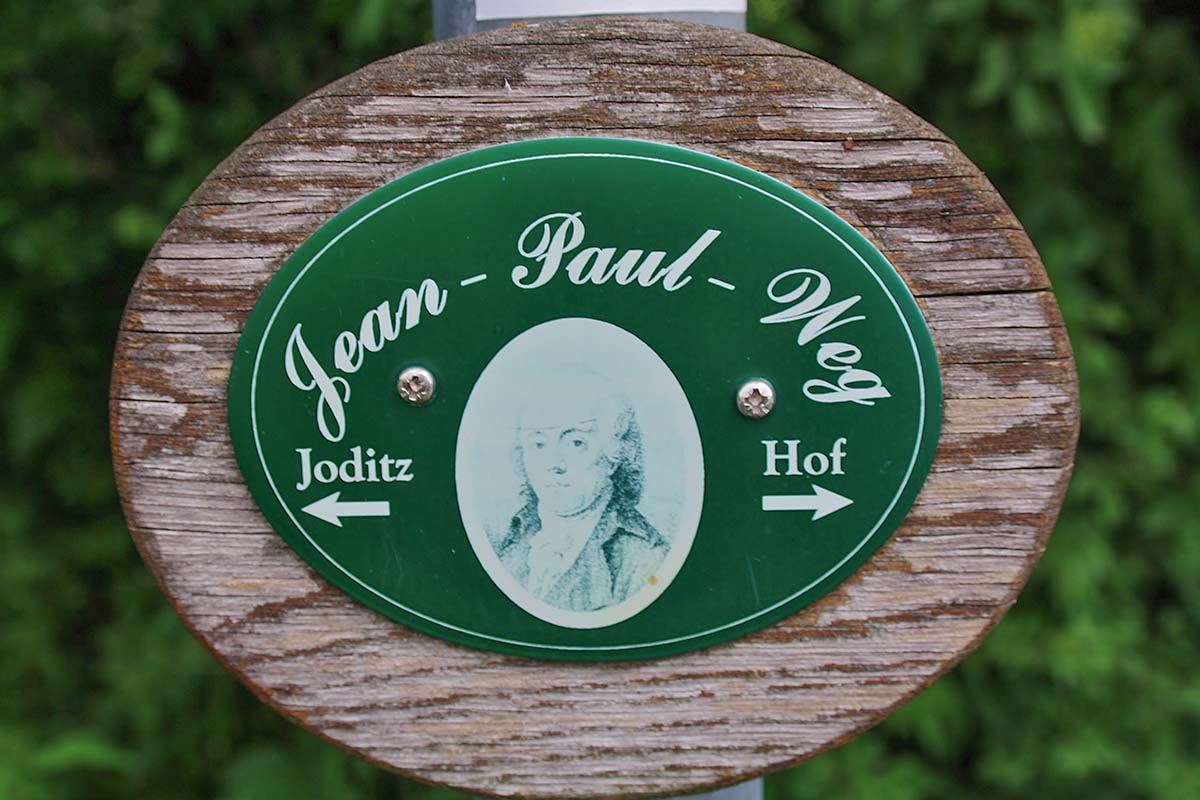 Jean - Paul - Weg
Joditz
Hof